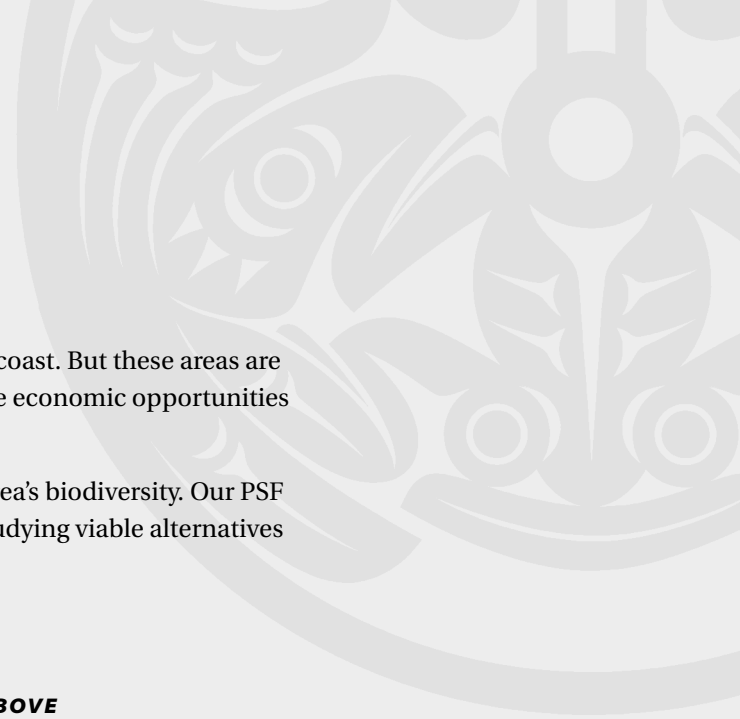 coast. But these areas are
e economic opportunities
ea’s biodiversity. Our PSF
udying viable alternatives
BOVE